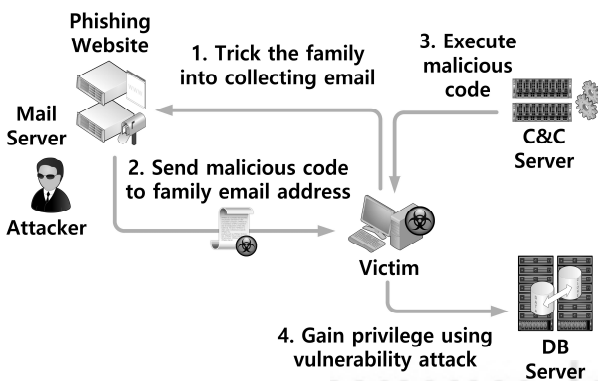 Phishing
Website
1. Trick the family
into collecting email
3. Execute
malicious
code
Mail
Server
C&C
Server
2. Send malicious code
to family email address
Attacker
Victim
4. Gain privilege using
vulnerability attack
DB
Server